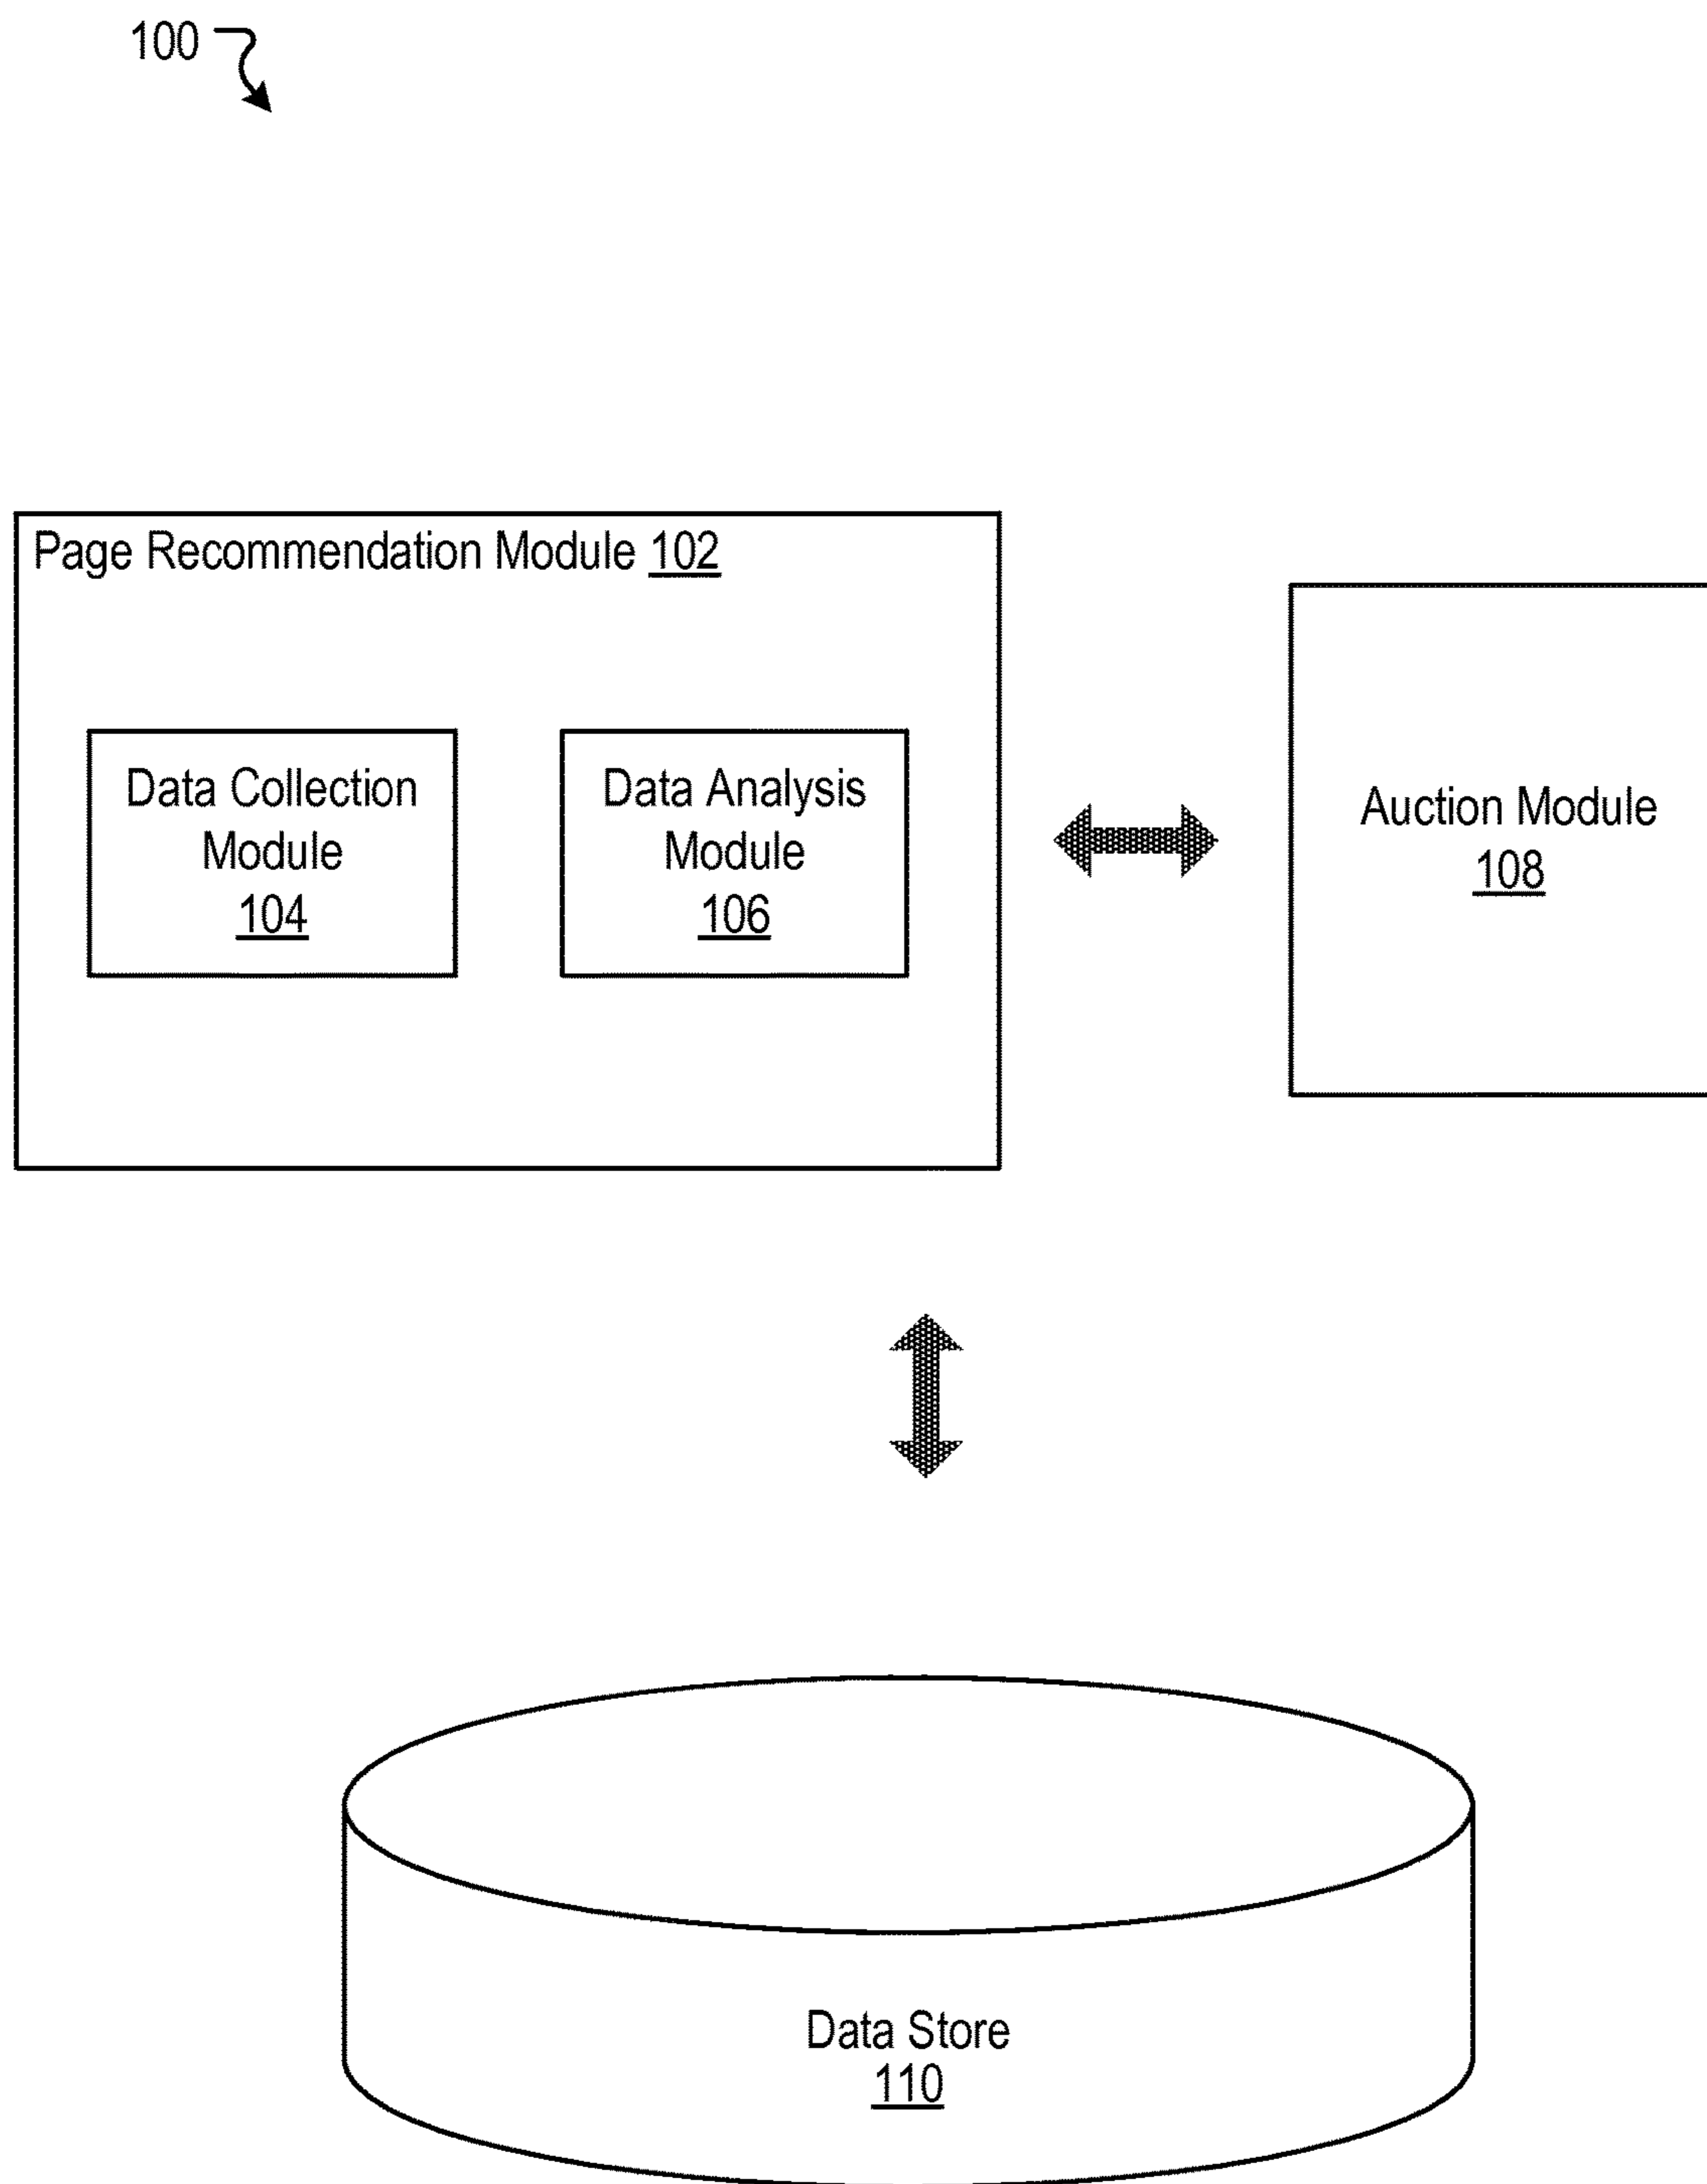 100
Page Recommendation Module 102
Data Collection
Module
104
Data Analysis
Module
106
Auction Module
108
Data Store
110